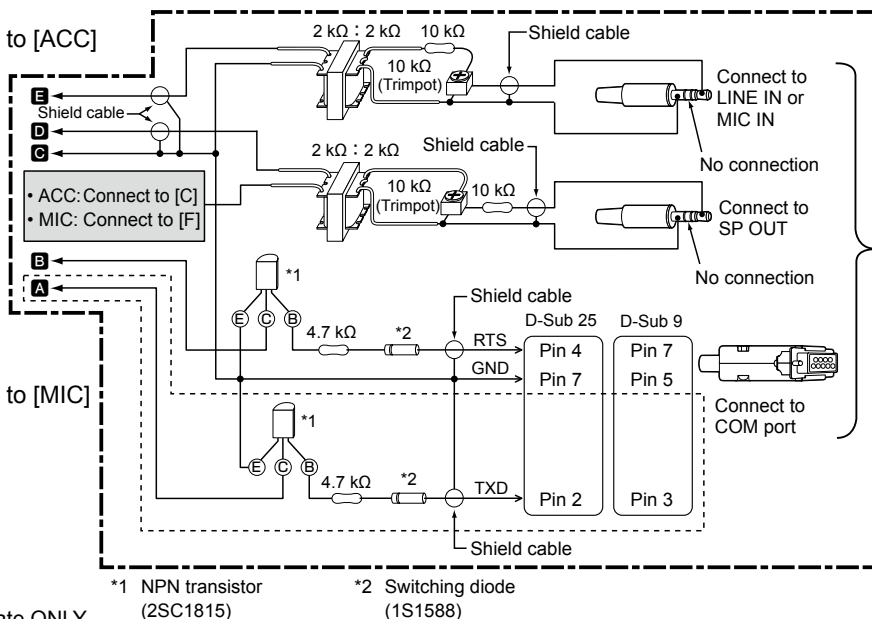 to [ACC]
2 kΩ : 2 kΩ 10 kΩ
Shield cable
10 kΩ
(Trimpot)
Connect to
LINE IN or
MIC IN
No connection
E
Shield cable
D
C
2 kΩ : 2 kΩ
Shield cable
• ACC: Connect to [C]
• MIC: Connect to [F]
10 kΩ
(Trimpot)
10 kΩ
Connect to
SP OUT
No connection
B
A
*1
E C B
4.7 kΩ
*2
Shield cable
RTS
GND
D-Sub 25
D-Sub 9
Pin 4
Pin 7
Pin 7
Pin 5
to [MIC]
Connect to
COM port
*1
E C B
4.7 kΩ
*2
TXD
Pin 2
Pin 3
Shield cable
*1 NPN transistor
(2SC1815)
*2 Switching diode
(1S1588)
ONLY